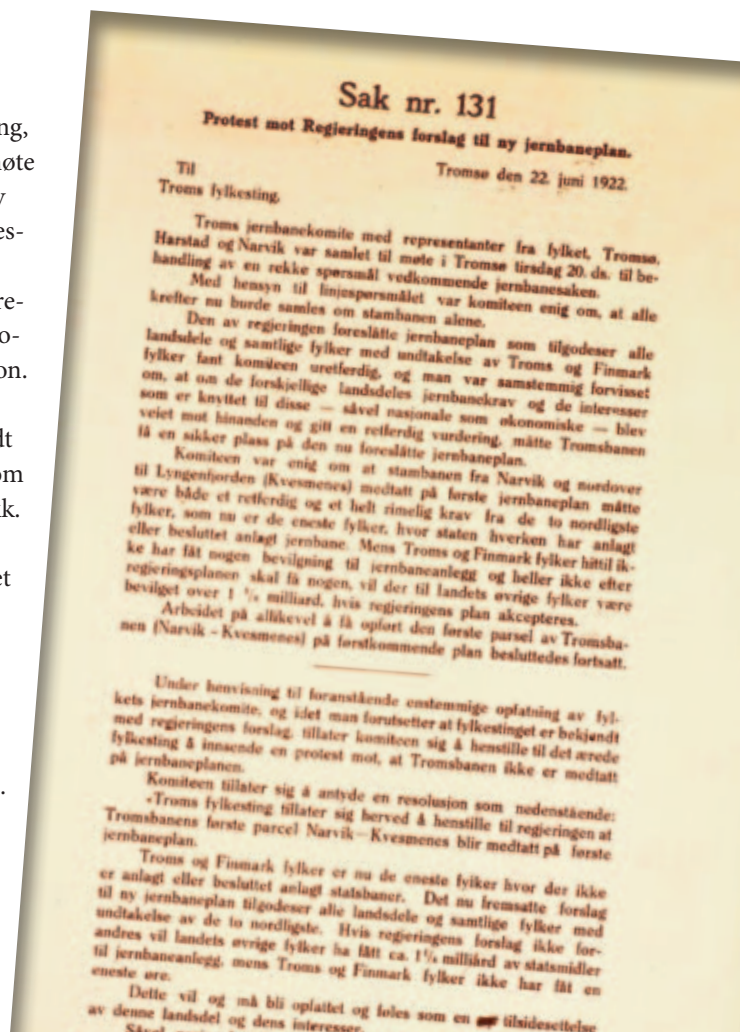 ng,
øte
v
es-
re-
o-
on.
dt
om
kk.
et
.
Sak nr. 131
Protest mot Regjeringens forslag til ny jernbaneplan.
Tromsø den 22. juni 1922.
Til
Troms fylkesting.
Troms jernbanekomite med representanter fra fylket, Tromsø,
Harstad og Narvik var samlet til møte i Tromsø tirsdag 20. ds. til be-
handling av en rekke spørsmål vedkommende jernbanesaken.
Med hensyn til linjespørsmålet var komiteen enig om, at alle
krefter nu burde samles om stambanen alene.
Den av regjeringen foreslåtte jernbaneplan som tilgodeser alle
landsdele og samtlige fylker med undtakelse av Troms og Finmark
fylker fant komiteen uretferdig, og man var samstemmig forvisset
om, at om de forskjellige landsdeles jernbanekrav og de interesser
som er knyttet til disse — såvel nasjonale som økonomiske — blev
veiet mot hinanden og gitt en retferdig vurdering, måtte Tromsbanen
få en sikker plass på den nu foreslåtte jernbaneplan.
Komiteen var enig om at stambanen fra Narvik og nordover
til Lyngenfjorden (Kvesmenes) medtatt på første jernbaneplan måtte
være både et retferdig og et helt rimelig krav fra de to nordligste
fylker, som nu er de eneste fylker, hvor staten hverken har anlagt
eller besluttet anlagt jernbane. Mens Troms og Finmark fylker hittil ik-
ke har fåt nogen bevilgning til jernbaneanlegg og heller ikke efter
regjeringsplanen skal få nogen, vil der til landets øvrige fylker være
bevilget over 1 milliard, hvis regjeringens plan akcepteres.
Arbeidet på allikevel å få opført den første parsel av Tromsba-
nen (Narvik - Kvesmenes) på førstkommende plan besluttedes fortsatt.
Under henvisning til foranstående enstemmige opfatning av fyl-
kets jernbanekomite, og idet man forutsetter at fylkestinget er bekjendt
med regjeringens forslag, tillater komiteen sig å henstille til det ærede
fylkesting å innsende en protest mot, at Tromsbanen ikke er medtatt
på jernbaneplanen.
Komiteen tillater sig å antyde en resolusjon som nedenstående:
«Troms fylkesting tillater sig herved å henstille til regjeringen at
Tromsbanens første parcel Narvik—Kvesmenes blir medtatt på første
jernbaneplan.
Troms og Finmark fylker er nu de eneste fylker hvor der ikke
er anlagt eller besluttet anlagt statsbaner. Det nu fremsatte forslag
til ny jernbaneplan tilgodeser alle landsdele og samtlige fylker med
undtakelse av de to nordligste. Hvis regjeringens forslag ikke for-
andres vil landets øvrige fylker ha fått ca. milliard av statsmidler
til jernbaneanlegg, mens Troms og Finmark fylker ikke har fåt en
eneste øre.
Dette vil og må bli opfattet og føles som en tilsidesettelse
av denne landsdel og dens interesser.
Såvel